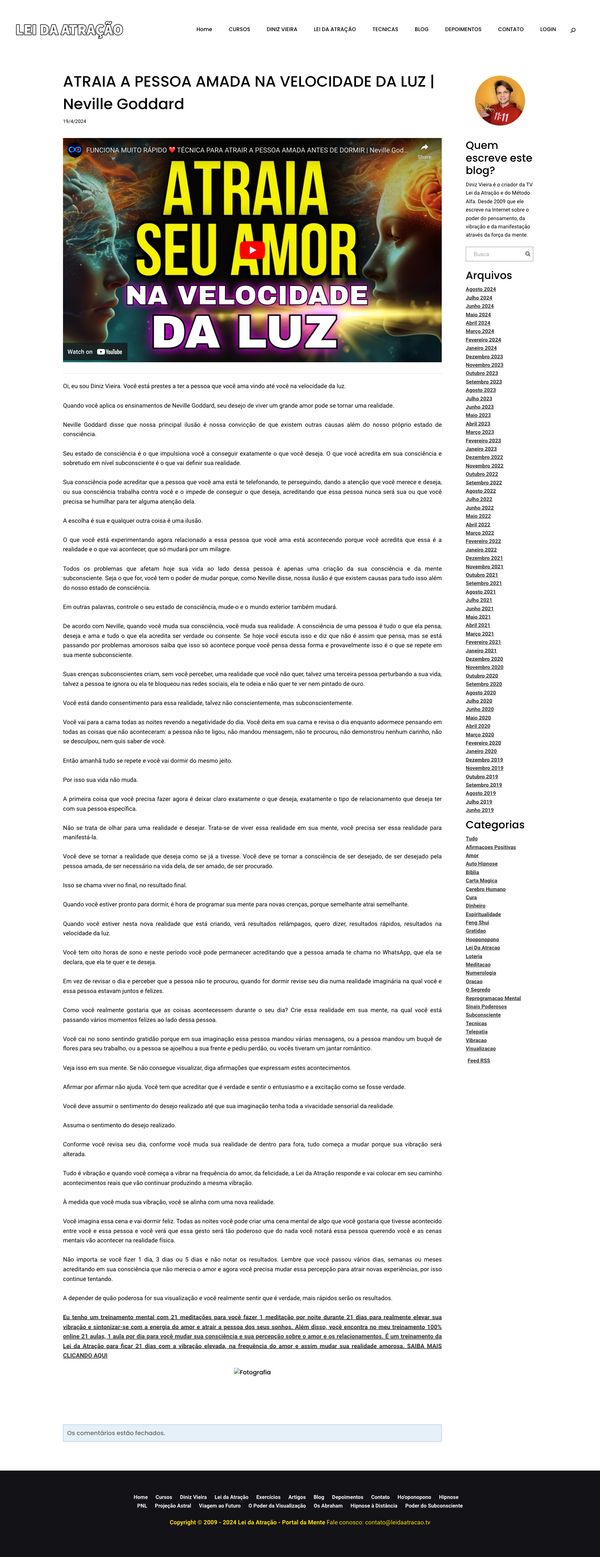 LEI DA ATRAÇÃO
Home CURSOS DINIZ VIEIRA LEI DA ATRAÇÃO TECNICAS BLOG DEPOIMENTOS CONTATO LOGIN
ATRAIA A PESSOA AMADA NA VELOCIDADE DA LUZ |
Neville Goddard
19/4/2024
FUNCIONA MUITO RÁPIDO ❤️ TÉCNICA PARA ATRAIR A PESSOA AMADA ANTES DE DORMIR | Neville God...
Share
ATRAIA
SEU AMOR
NA VELOCIDADE
DA LUZ
Watch on YouTube
Oi, eu sou Diniz Vieira. Você está prestes a ter a pessoa que você ama vindo até você na velocidade da luz.
Quando você aplica os ensinamentos de Neville Goddard, seu desejo de viver um grande amor pode se tornar uma realidade.
Neville Goddard disse que nossa principal ilusão é nossa convicção de que existem outras causas além do nosso próprio estado de
consciência.
Seu estado de consciência é o que impulsiona você a conseguir exatamente o que você deseja. O que você acredita em sua consciência e
sobretudo em nível subconsciente é o que vai definir sua realidade.
Sua consciência pode acreditar que a pessoa que você ama está te telefonando, te perseguindo, dando a atenção que você merece e deseja,
ou sua consciência trabalha contra você e o impede de conseguir o que deseja, acreditando que essa pessoa nunca será sua ou que você
precisa se humilhar para ter alguma atenção dela.
A escolha é sua e qualquer outra coisa é uma ilusão.
O que você está experimentando agora relacionado a essa pessoa que você ama está acontecendo porque você acredita que essa é a
realidade e o que vai acontecer, que só mudará por um milagre.
Todos os problemas que afetam hoje sua vida ao lado dessa pessoa é apenas uma criação da sua consciência e da mente
subconsciente. Seja o que for, você tem o poder de mudar porque, como Neville disse, nossa ilusão é que existem causas para tudo isso além
do nosso estado de consciência.
Em outras palavras, controle o seu estado de consciência, mude-o e o mundo exterior também mudará.
De acordo com Neville, quando você muda sua consciência, você muda sua realidade. A consciência de uma pessoa é tudo o que ela pensa,
deseja e ama e tudo o que ela acredita ser verdade ou consente. Se hoje você escuta isso e diz que não é assim que pensa, mas se está
passando por problemas amorosos saiba que isso só acontece porque você pensa dessa forma e provavelmente isso é o que se repete em
sua mente subconsciente.
Suas crenças subconscientes criam, sem você perceber, uma realidade que você não quer, talvez uma terceira pessoa perturbando a sua vida,
talvez a pessoa te ignora ou ela te bloqueou nas redes sociais, ela te odeia e não quer te ver nem pintado de ouro.
Você está dando consentimento para essa realidade, talvez não conscientemente, mas subconscientemente.
Você vai para a cama todas as noites revendo a negatividade do dia. Você deita em sua cama e revisa o dia enquanto adormece pensando em
todas as coisas que não aconteceram: a pessoa não te ligou, não mandou mensagem, não te procurou, não demonstrou nenhum carinho, não
se desculpou, nem quis saber de você.
Então amanhã tudo se repete e você vai dormir do mesmo jeito.
Por isso sua vida não muda.
A primeira coisa que você precisa fazer agora é deixar claro exatamente o que deseja, exatamente o tipo de relacionamento que deseja ter
com sua pessoa específica.
Não se trata de olhar para uma realidade e desejar. Trata-se de viver essa realidade em sua mente, você precisa ser essa realidade para
manifestá-la.
Você deve se tornar a realidade que deseja como se já a tivesse. Você deve se tornar a consciência de ser desejado, de ser desejado pela
pessoa amada, de ser necessário na vida dela, de ser amado, de ser procurado.
Isso se chama viver no final, no resultado final.
Quando você estiver pronto para dormir, é hora de programar sua mente para novas crenças, porque semelhante atrai semelhante.
Quando você estiver nesta nova realidade que está criando, verá resultados relâmpagos, quero dizer, resultados rápidos, resultados na
velocidade da luz.
Você tem oito horas de sono e neste período você pode permanecer acreditando que a pessoa amada te chama no WhatsApp, que ela se
declara, que ela te quer e te deseja.
Em vez de revisar o dia e perceber que a pessoa não te procurou, quando for dormir revise seu dia numa realidade imaginária na qual você e
essa pessoa estavam juntos e felizes.
Como você realmente gostaria que as coisas acontecessem durante o seu dia? Crie essa realidade em sua mente, na qual você está
passando vários momentos felizes ao lado dessa pessoa.
Você cai no sono sentindo gratidão porque em sua imaginação essa pessoa mandou várias mensagens, ou a pessoa mandou um buquê de
flores para seu trabalho, ou a pessoa se ajoelhou a sua frente e pediu perdão, ou vocês tiveram um jantar romântico.
Veja isso em sua mente. Se não consegue visualizar, diga afirmações que expressam estes acontecimentos.
Afirmar por afirmar não ajuda. Você tem que acreditar que é verdade e sentir o entusiasmo e a excitação como se fosse verdade.
Você deve assumir o sentimento do desejo realizado até que sua imaginação tenha toda a vivacidade sensorial da realidade.
Assuma o sentimento do desejo realizado.
Conforme você revisa seu dia, conforme você muda sua realidade de dentro para fora, tudo começa a mudar porque sua vibração será
alterada.
Tudo é vibração e quando você começa a vibrar na frequência do amor, da felicidade, a Lei da Atração responde e vai colocar em seu caminho
acontecimentos reais que vão continuar produzindo a mesma vibração.
À medida que você muda sua vibração, você se alinha com uma nova realidade.
Você imagina essa cena e vai dormir feliz. Todas as noites você pode criar uma cena mental de algo que você gostaria que tivesse acontecido
entre você e essa pessoa e você verá que essa gesto será tão poderoso que do nada você notará essa pessoa querendo você e as cenas
mentais vão acontecer na realidade física.
Não importa se você fizer 1 dia, 3 dias ou 5 dias e não notar os resultados. Lembre que você passou vários dias, semanas ou meses
acreditando em sua consciência que não merecia o amor e agora você precisa mudar essa percepção para atrair novas experiências, por isso
continue tentando.
A depender de quão poderosa for sua visualização e você realmente sentir que é verdade, mais rápidos serão os resultados.
Eu tenho um treinamento mental com 21 meditações para você fazer 1 meditação por noite durante 21 dias para realmente elevar sua
vibração e sintonizar-se com a energia do amor e atrair a pessoa dos seus sonhos. Além disso, você encontra no meu treinamento 100%
online 21 aulas, 1 aula por dia para você mudar sua consciência e sua percepção sobre o amor e os relacionamentos. É um treinamento da
Lei da Atração para ficar 21 dias com a vibração elevada, na frequência do amor e assim mudar sua realidade amorosa. SAIBA MAIS
CLICANDO AQUI
Fotografia
Os comentários estão fechados.
11:11
Quem
escreve este
blog?
Diniz Vieira é o criador da TV
Lei da Atração e do Método
Alfa. Desde 2009 que ele
escreve na Internet sobre o
poder do pensamento, da
vibração e da manifestação
através da força da mente.
Busca
Arquivos
Agosto 2024
Julho 2024
Junho 2024
Maio 2024
Abril 2024
Março 2024
Fevereiro 2024
Janeiro 2024
Dezembro 2023
Novembro 2023
Outubro 2023
Setembro 2023
Agosto 2023
Julho 2023
Junho 2023
Maio 2023
Abril 2023
Março 2023
Fevereiro 2023
Janeiro 2023
Dezembro 2022
Novembro 2022
Outubro 2022
Setembro 2022
Agosto 2022
Julho 2022
Junho 2022
Maio 2022
Abril 2022
Março 2022
Fevereiro 2022
Janeiro 2022
Dezembro 2021
Novembro 2021
Outubro 2021
Setembro 2021
Agosto 2021
Julho 2021
Junho 2021
Maio 2021
Abril 2021
Março 2021
Fevereiro 2021
Janeiro 2021
Dezembro 2020
Novembro 2020
Outubro 2020
Setembro 2020
Agosto 2020
Julho 2020
Junho 2020
Maio 2020
Abril 2020
Março 2020
Fevereiro 2020
Janeiro 2020
Dezembro 2019
Novembro 2019
Outubro 2019
Setembro 2019
Agosto 2019
Julho 2019
Junho 2019
Categorias
Tudo
Afirmacoes Positivas
Amor
Auto Hipnose
Biblia
Carta Magica
Cerebro Humano
Cura
Dinheiro
Espiritualidade
Feng Shui
Gratidao
Hooponopono
Lei Da Atracao
Loteria
Meditacao
Numerologia
Oracao
O Segredo
Reprogramacao Mental
Sinais Poderosos
Subconsciente
Tecnicas
Telepatia
Vibracao
Visualizacao
Feed RSS
Home Cursos Diniz Vieira Lei da Atração Exercícios Artigos Blog Depoimentos Contato Ho'oponopono Hipnose
PNL Projeção Astral Viagem ao Futuro O Poder da Visualização Os Abraham Hipnose à Distância Poder do Subconsciente
Copyright © 2009 - 2024 Lei da Atração - Portal da Mente Fale conosco: contato@leidaatracao.tv